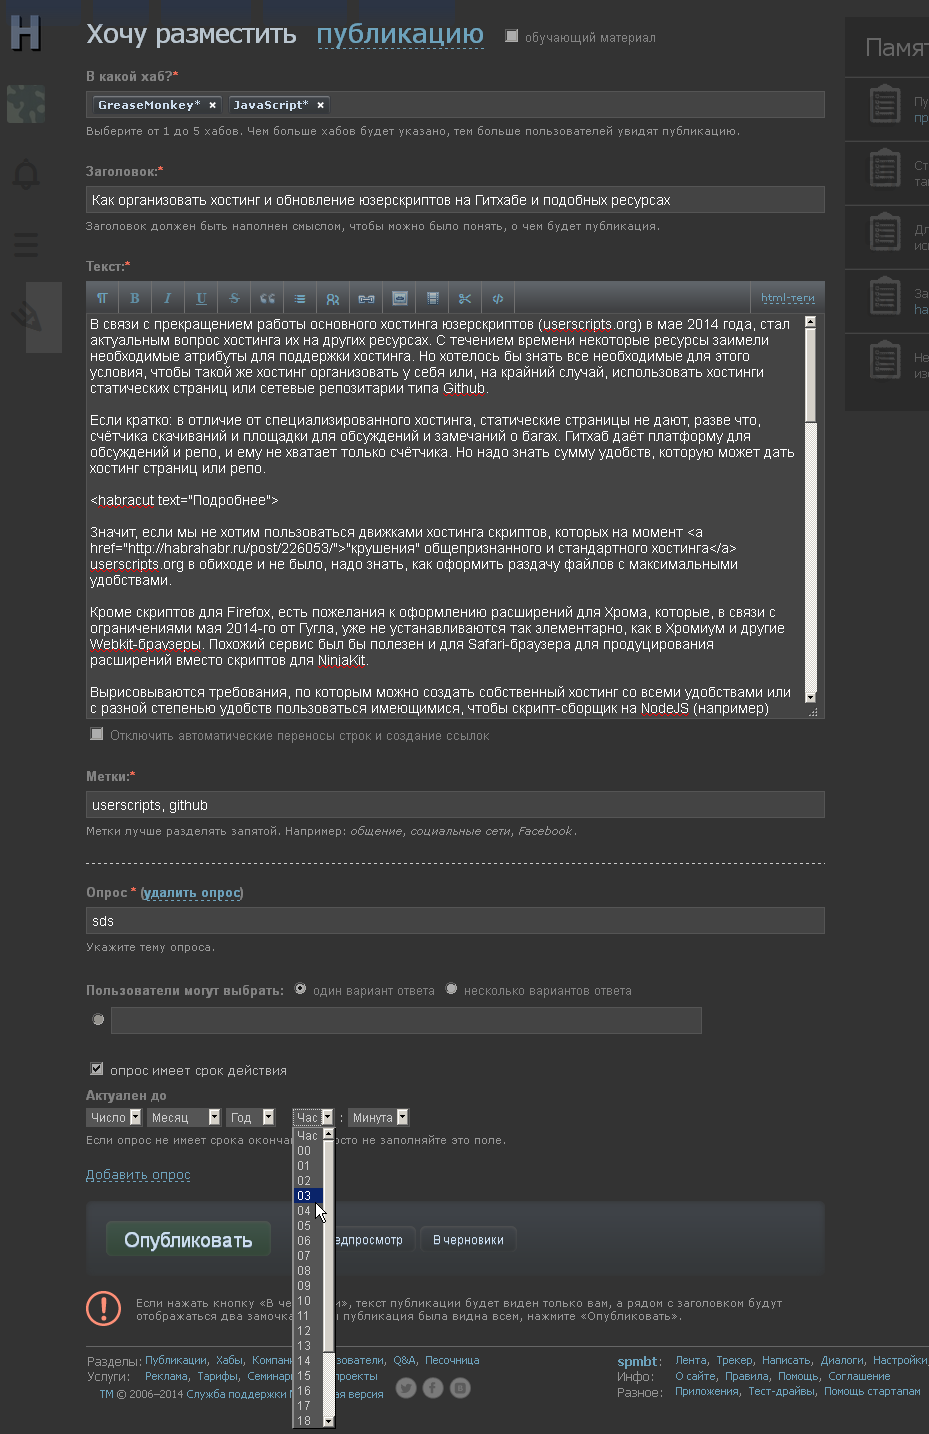 H
Хочу разместить публикацию обучающий материал
В какой хаб?*
GreaseMonkey* × JavaScript* ×
Выберите от 1 до 5 хабов. Чем больше хабов будет указано, тем больше пользователей увидят публикацию.
Заголовок:*
Как организовать хостинг и обновление юзерскриптов на Гитхабе и подобных ресурсах
Заголовок должен быть наполнен смыслом, чтобы можно было понять, о чем будет публикация.
Текст:*
¶ B I U S html-теги
В связи с прекращением работы основного хостинга юзерскриптов (userscripts.org) в мае 2014 года, стал
актуальным вопрос хостинга их на других ресурсах. С течением времени некоторые ресурсы заимели
необходимые атрибуты для поддержки хостинга. Но хотелось бы знать все необходимые для этого
условия, чтобы такой же хостинг организовать у себя или, на крайний случай, использовать хостинги
статических страниц или сетевые репозитарии типа Github.
Если кратко: в отличие от специализированного хостинга, статические страницы не дают, разве что,
счётчика скачиваний и площадки для обсуждений и замечаний о багах. Гитхаб даёт платформу для
обсуждений и репо, и ему не хватает только счётчика. Но надо знать сумму удобств, которую может дать
хостинг страниц или репо.
<habracut text="Подробнее">
Значит, если мы не хотим пользоваться движками хостинга скриптов, которых на момент <a
href="http://habrahabr.ru/post/226053/">"крушения" общепризнанного и стандартного хостинга</a>
userscripts.org в обиходе и не было, надо знать, как оформить раздачу файлов с максимальными
удобствами.
Кроме скриптов для Firefox, есть пожелания к оформлению расширений для Хрома, которые, в связи с
ограничениями мая 2014-го от Гугла, уже не устанавливаются так элементарно, как в Хромиум и другие
Webkit-браузеры. Похожий сервис был бы полезен и для Safari-браузера для продуцирования
расширений вместо скриптов для NinjaKit.
Вырисовываются требования, по которым можно создать собственный хостинг со всеми удобствами или
с разной степенью удобств пользоваться имеющимися, чтобы скрипт-сборщик на NodeJS (например)
Отключить автоматические переносы строк и создание ссылок
Метки:*
userscripts, github
Метки лучше разделять запятой. Например: общение, социальные сети, Facebook.
Опрос * (удалить опрос)
sds
Укажите тему опроса.
Пользователи могут выбрать: один вариант ответа несколько вариантов ответа
опрос имеет срок действия
Актуален до
Число Месяц Год Час : Минута
Если опрос не имеет срока оконча осто не заполняйте это поле.
Час
00
01
02
03
04
05
06
07
08
09
10
11
12
13
14
15
16
17
18
Добавить опрос
Опубликовать едпросмотр В черновики
Если нажать кнопку «В че и», текст публикации будет виден только вам, а рядом с заголовком будут
отображаться два замочка ы публикация была видна всем, нажмите «Опубликовать».
Разделы: Публикации, Хабы, Компан зователи, Q&A, Песочница
Услуги: Реклама, Тарифы, Семинар проекты
TM © 2006–2014 Служба поддержки ая версия
spmbt: Лента, Трекер, Написать, Диалоги, Настройки,
Инфо: О сайте, Правила, Помощь, Соглашение
Разное: Приложения, Тест-драйвы, Помощь стартапам
Памят
Пу
пр
Ст
та
Дл
ис
За
ha
Не
из